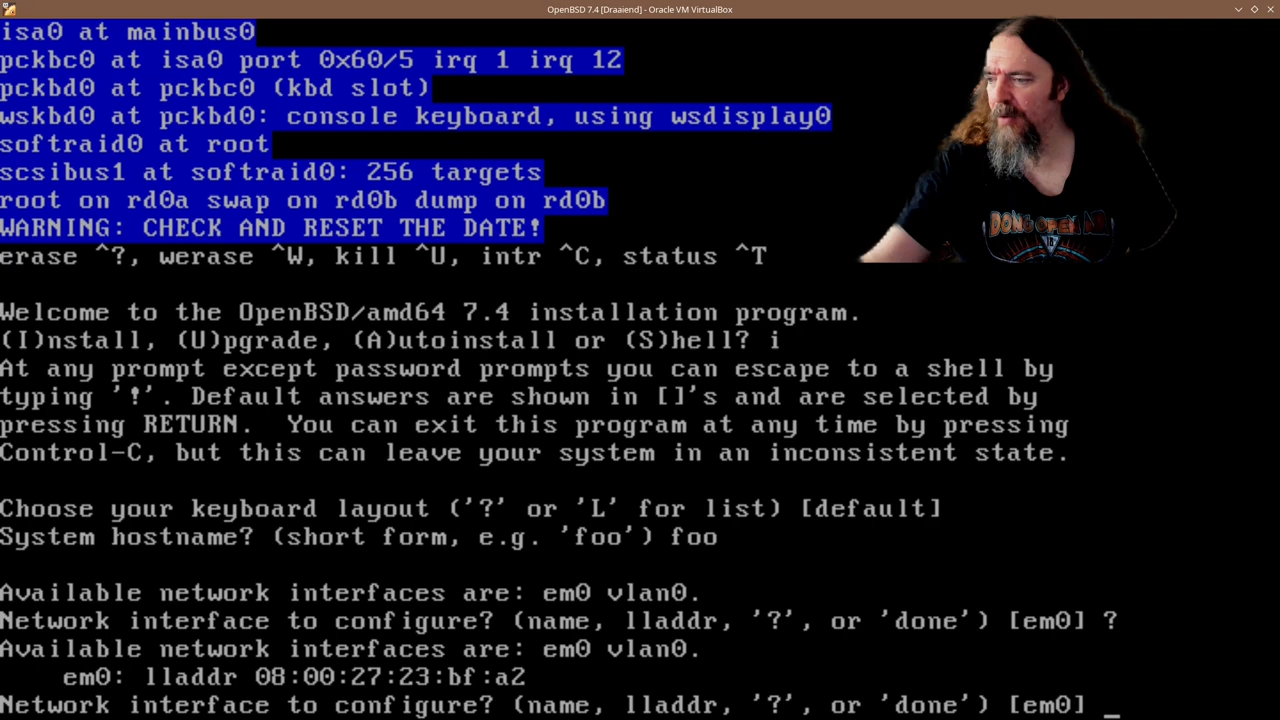 OpenBSD 7.4 [Draaiend] - Oracle VM VirtualBox
isa0 at mainbus0
pckbc0 at isa0 port 0x60/5 irq 1 irq 12
pckbd0 at pckbc0 (kbd slot)
wskbd0 at pckbd0: console keyboard, using wsdisplay0
softraid0 at root
scsibus1 at softraid0: 256 targets
root on rd0a swap on rd0b dump on rd0b
WARNING: CHECK AND RESET THE DATE!
erase ^?, werase ^W, kill ^U, intr ^C, status ^T
Welcome to the OpenBSD/amd64 7.4 installation program.
(I)nstall, (U)pgrade, (A)utoinstall or (S)hell? i
At any prompt except password prompts you can escape to a shell by
typing '!'. Default answers are shown in []'s and are selected by
pressing RETURN.  You can exit this program at any time by pressing
Control-C, but this can leave your system in an inconsistent state.
Choose your keyboard layout ('?' or 'L' for list) [default]
System hostname? (short form, e.g. 'foo') foo
Available network interfaces are: em0 vlan0.
Network interface to configure? (name, lladdr, '?', or 'done') [em0] ?
Available network interfaces are: em0 vlan0.
em0: lladdr 08:00:27:23:bf:a2
Network interface to configure? (name, lladdr, '?', or 'done') [em0] _